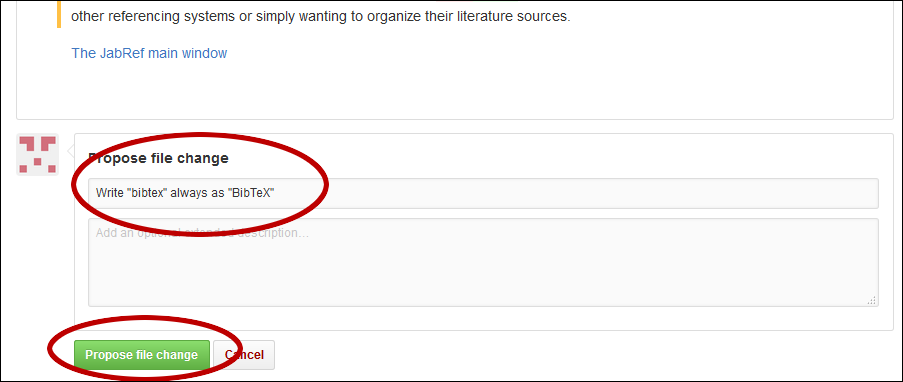 other referencing systems or simply wanting to organize their literature sources.
The JabRef main window
Propose file change
Write "bibtex" always as "BibTeX"
Add an optional extended description…
Propose file change
Cancel